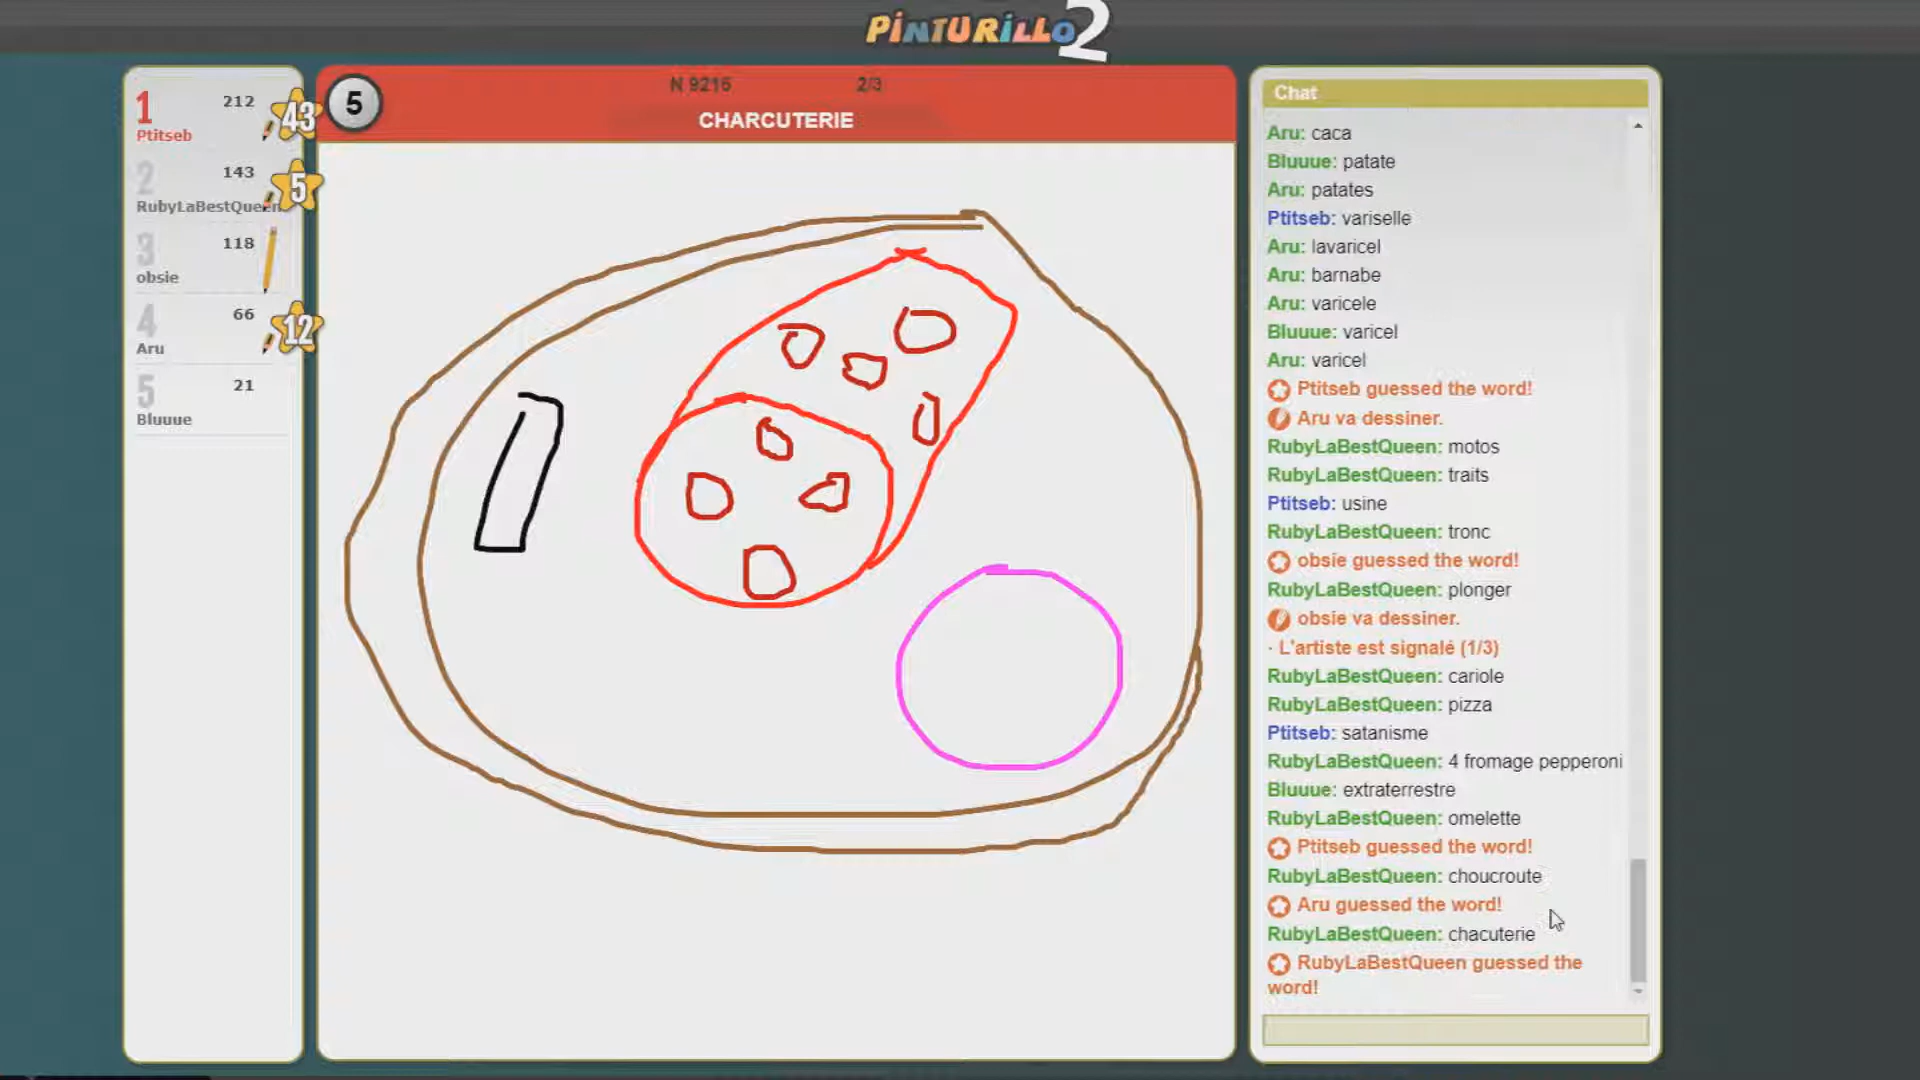 PiNTURiLLO2
1 212 43
Ptitseb
2 143 5
RubyLaBestQueen
3 118
obsie
4 66 12
Aru
5 21
Bluuue
5
N 9216 2/3
CHARCUTERIE
Chat
Aru: caca
Bluuue: patate
Aru: patates
Ptitseb: variselle
Aru: lavaricel
Aru: barnabe
Aru: varicele
Bluuue: varicel
Aru: varicel
Ptitseb guessed the word!
Aru va dessiner.
RubyLaBestQueen: motos
RubyLaBestQueen: traits
Ptitseb: usine
RubyLaBestQueen: tronc
obsie guessed the word!
RubyLaBestQueen: plonger
obsie va dessiner.
· L'artiste est signalé (1/3)
RubyLaBestQueen: cariole
RubyLaBestQueen: pizza
Ptitseb: satanisme
RubyLaBestQueen: 4 fromage pepperoni
Bluuue: extraterrestre
RubyLaBestQueen: omelette
Ptitseb guessed the word!
RubyLaBestQueen: choucroute
Aru guessed the word!
RubyLaBestQueen: chacuterie
RubyLaBestQueen guessed the
word!